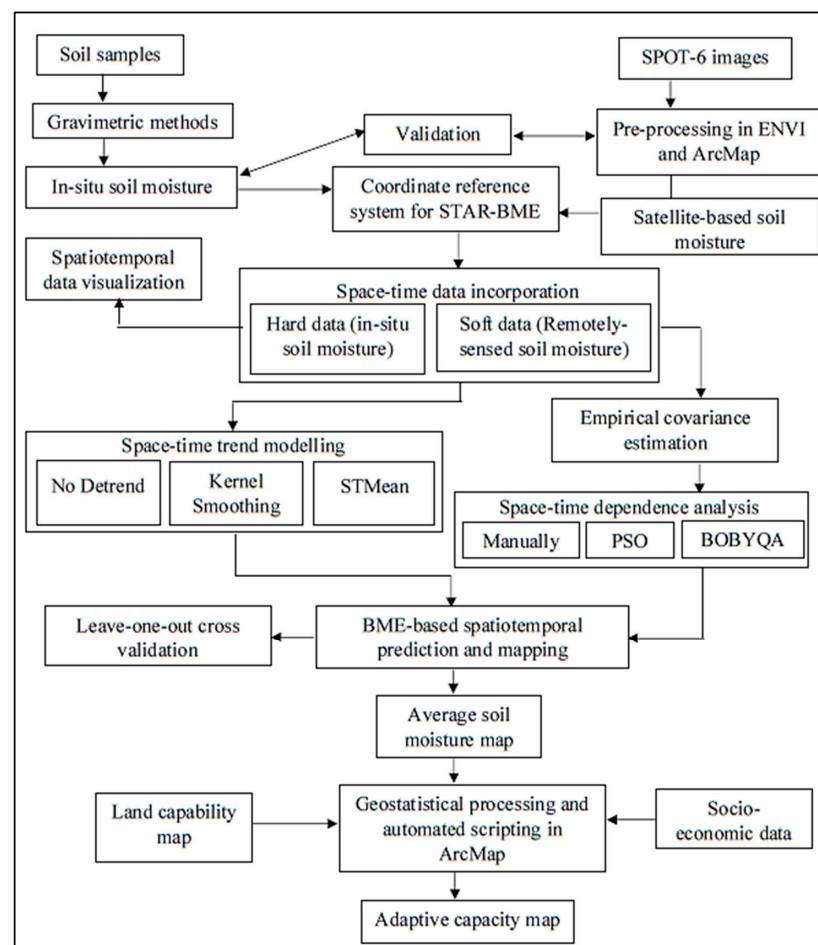 Soil samples
SPOT-6 images
Gravimetric methods
Validation
Pre-processing in ENVI
and ArcMap
In-situ soil moisture
Coordinate reference
system for STAR-BME
Satellite-based soil
moisture
Spatiotemporal
data visualization
Space-time data incorporation
Hard data (in-situ
soil moisture)
Soft data (Remotely-
sensed soil moisture)
Empirical covariance
estimation
Space-time trend modelling
No Detrend
Kernel
Smoothing
STMean
Space-time dependence analysis
Manually
PSO
BOBYQA
Leave-one-out cross
validation
BME-based spatiotemporal
prediction and mapping
Average soil
moisture map
Land capability
map
Geostatistical processing and
automated scripting in
ArcMap
Socio-
economic data
Adaptive capacity map